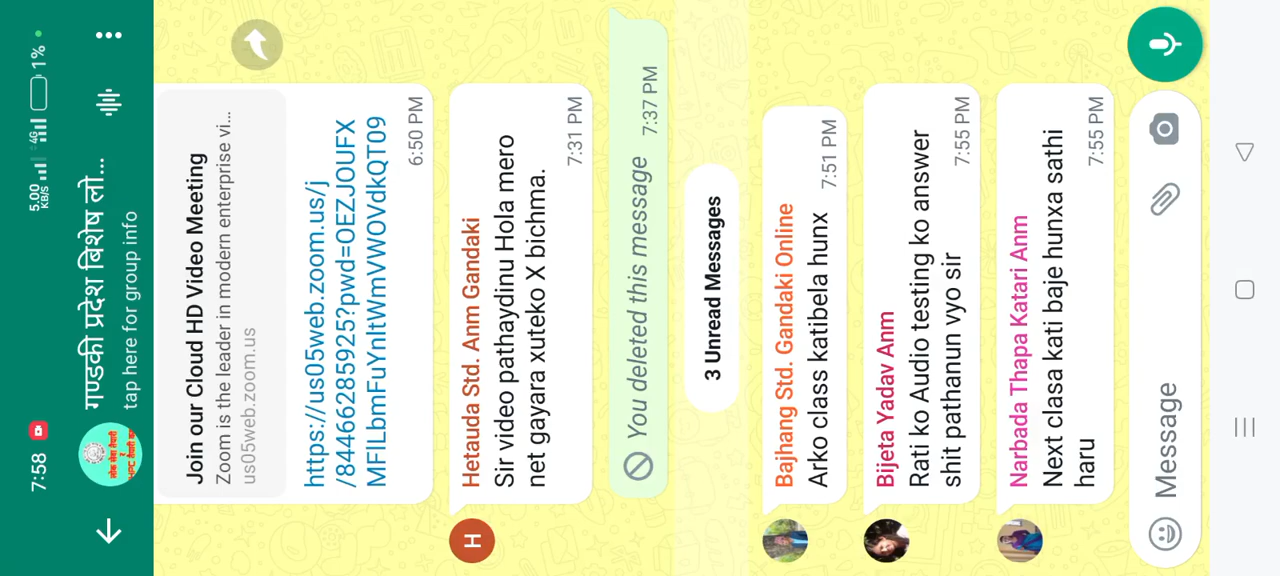 7:58
5.00
KB/S
4G
1%
गण्डकी प्रदेश बिशेष लो...
tap here for group info
Join our Cloud HD Video Meeting
Zoom is the leader in modern enterprise vi...
us05web.zoom.us
https://us05web.zoom.us/j
/84466285925?pwd=0EZJOUFX
MFlLbmFuYnltWmVWOVdkQT09
6:50 PM
H
Hetauda Std. Anm Gandaki
Sir video pathaydinu Hola mero
net gayara xuteko X bichma.
7:31 PM
You deleted this message
7:37 PM
3 Unread Messages
Bajhang Std. Gandaki Online
Arko class katibela hunx
7:51 PM
Bijeta Yadav Anm
Rati ko Audio testing ko answer
shit pathanun vyo sir
7:55 PM
Narbada Thapa Katari Anm
Next clasa kati baje hunxa sathi
haru
7:55 PM
Message